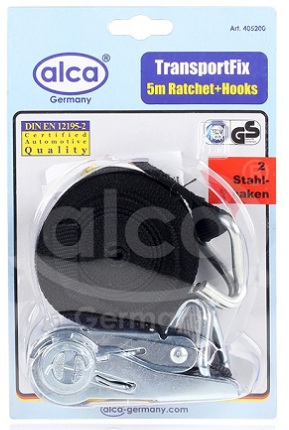 Art. 405200
alca
Germany
TransportFix
5m Ratchet+Hooks
DIN EN 12195-2
Certified
Automotive
Quality
GS
2
Stahl-
haken
alca
Germany
alca-germany.com